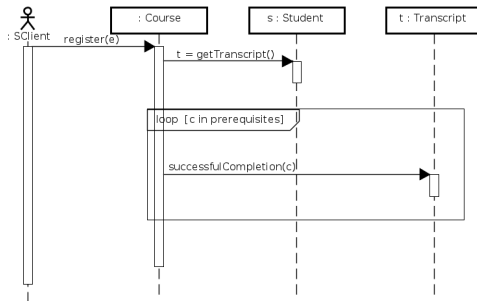 : SClient
: Course
s : Student
t : Transcript
register(e)
t = getTranscript()
loop [c in prerequisites]
successfulCompletion(c)